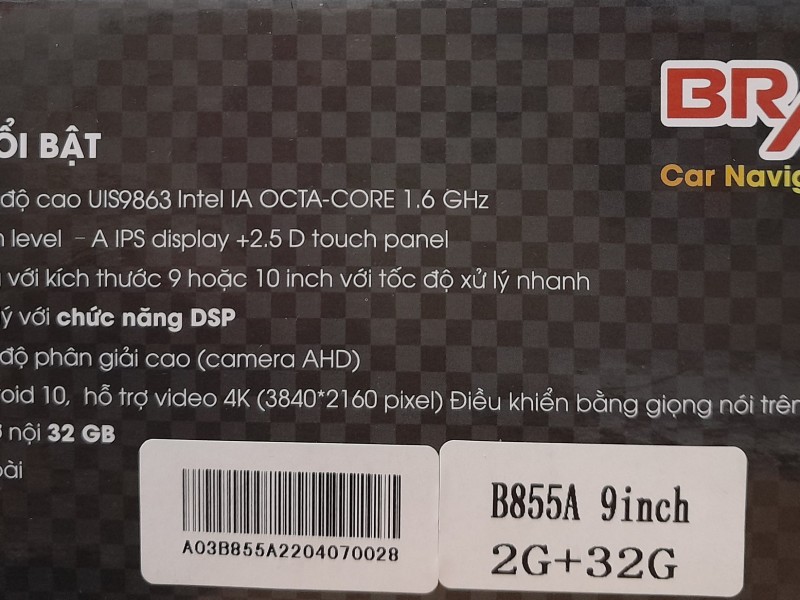 ỔI BẬT
BRA
Car Navig
độ cao UIS9863 Intel IA OCTA-CORE 1.6 GHz
level - A IPS display +2.5 D touch panel
với kích thước 9 hoặc 10 inch với tốc độ xử lý nhanh
lý với chức năng DSP
độ phân giải cao (camera AHD)
roid 10, hỗ trợ video 4K (3840*2160 pixel) Điều khiển bằng giọng nói trên
nội 32 GB
A03B855A2204070028
B855A 9inch
2G+32G